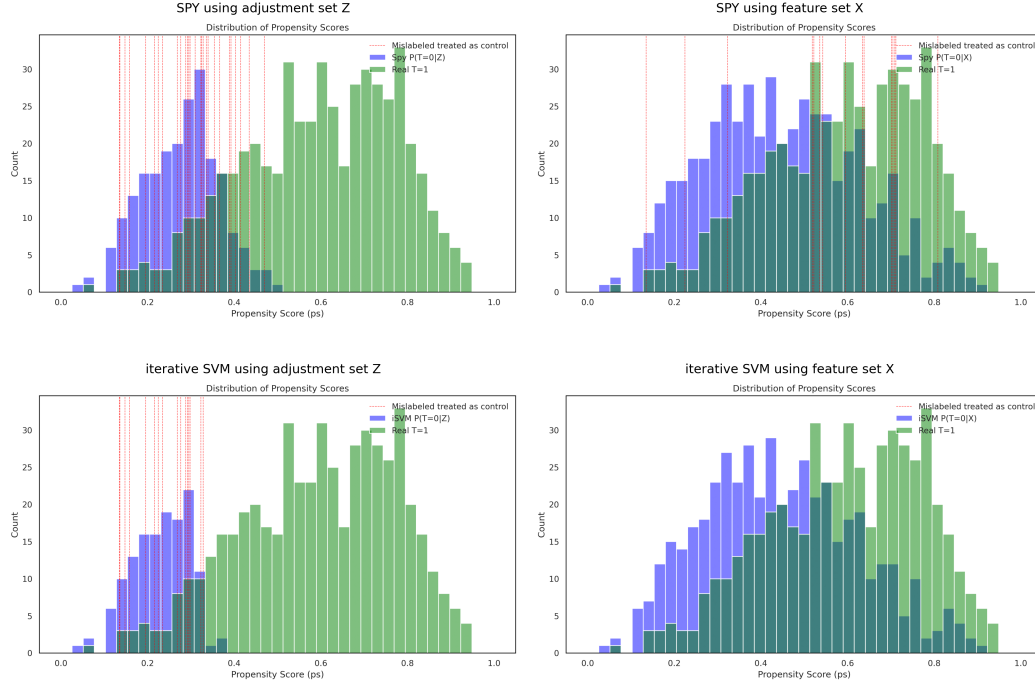 SPY using adjustment set Z
Distribution of Propensity Scores
Mislabeled treated as control
Spy P(T=0|Z)
Real T=1
Count
30
25
20
15
10
5
0
0.0 0.2 0.4 0.6 0.8 1.0
Propensity Score (ps)
SPY using feature set X
Distribution of Propensity Scores
Mislabeled treated as control
Spy P(T=0|X)
Real T=1
Count
30
25
20
15
10
5
0
0.0 0.2 0.4 0.6 0.8 1.0
Propensity Score (ps)
iterative SVM using adjustment set Z
Distribution of Propensity Scores
Mislabeled treated as control
iSVM P(T=0|Z)
Real T=1
Count
30
25
20
15
10
5
0
0.0 0.2 0.4 0.6 0.8 1.0
Propensity Score (ps)
iterative SVM using feature set X
Distribution of Propensity Scores
Mislabeled treated as control
iSVM P(T=0|X)
Real T=1
Count
30
25
20
15
10
5
0
0.0 0.2 0.4 0.6 0.8 1.0
Propensity Score (ps)